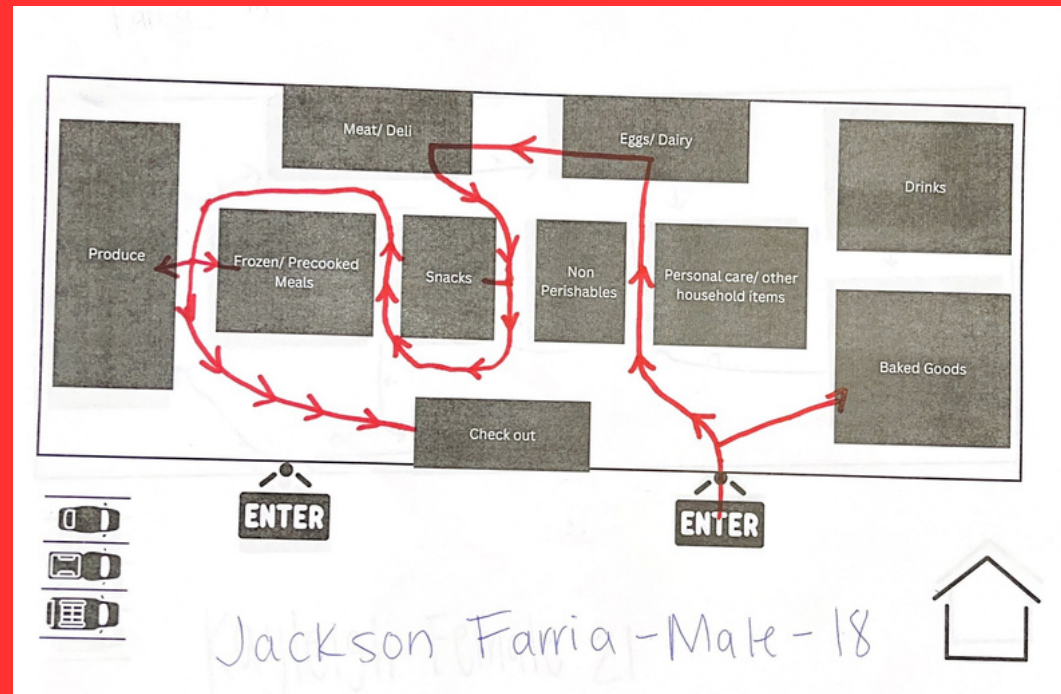 Meat/ Deli
Eggs/ Dairy
Drinks
Produce
Frozen/ Precooked
Meals
Snacks
Non
Perishables
Personal care/ other
household items
Baked Goods
Check out
ENTER
ENTER
Jackson Farria-Male-18